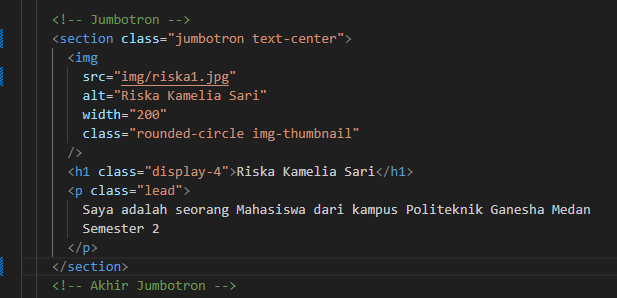 <!-- Jumbotron -->
<section class="jumbotron text-center">
<img
src="img/riska1.jpg"
alt="Riska Kamelia Sari"
width="200"
class="rounded-circle img-thumbnail"
/>
<h1 class="display-4">Riska Kamelia Sari</h1>
<p class="lead">
Saya adalah seorang Mahasiswa dari kampus Politeknik Ganesha Medan
Semester 2
</p>
</section>
<!-- Akhir Jumbotron -->